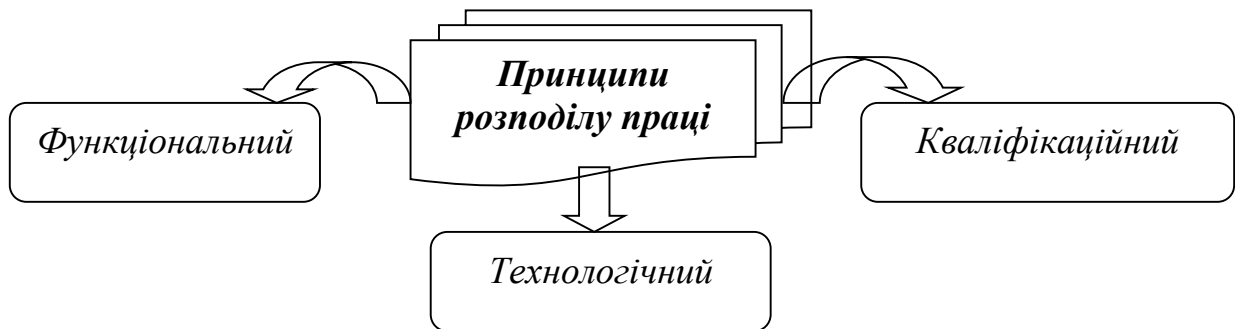 Принципи
розподілу праці
Функціональний
Кваліфікаційний
Технологічний